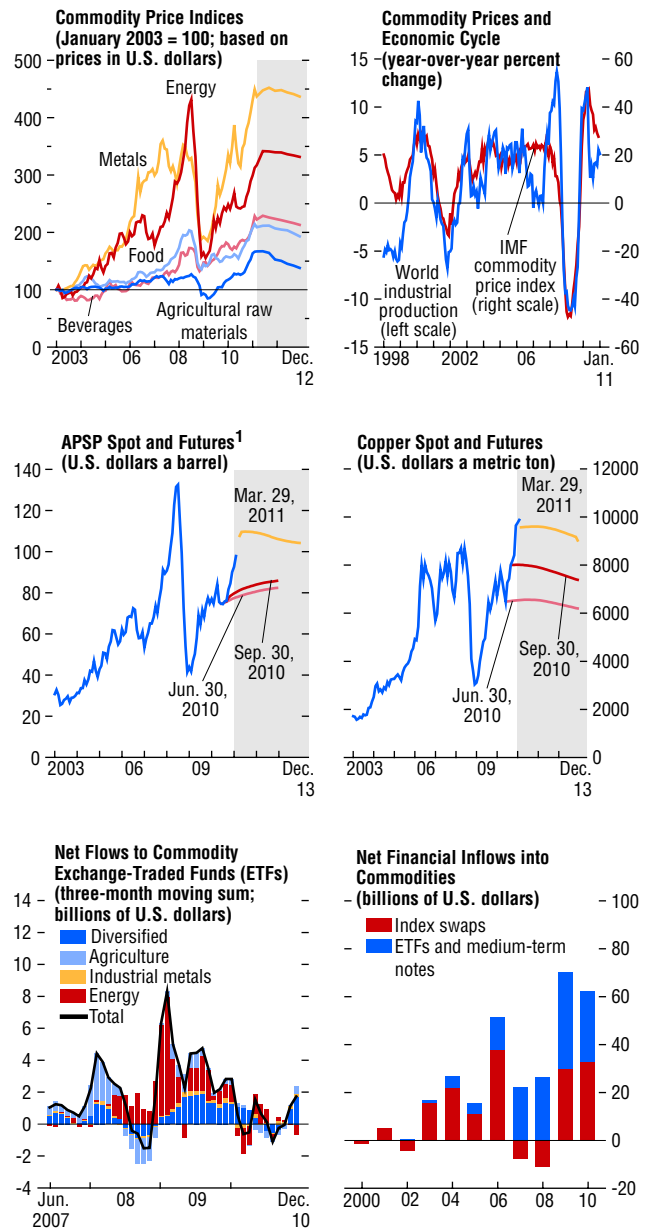 Commodity Price Indices
(January 2003 = 100; based on
prices in U.S. dollars)
500
400
300
200
100
0
Energy
Metals
Food
Beverages
Agricultural raw
materials
2003 06 08 10 Dec.
12
Commodity Prices and
Economic Cycle
(year-over-year percent
change)
15
10
5
0
-5
-10
-15
60
40
20
0
-20
-40
-60
World
industrial
production
(left scale)
IMF
commodity
price index
(right scale)
1998 2002 06 Jan.
11
APSP Spot and Futures1
(U.S. dollars a barrel)
140
120
100
80
60
40
20
0
Mar. 29,
2011
Sep. 30,
2010
Jun. 30,
2010
2003 06 09 Dec.
13
Copper Spot and Futures
(U.S. dollars a metric ton)
12000
10000
8000
6000
4000
2000
0
Mar. 29,
2011
Sep. 30,
2010
Jun. 30,
2010
2003 06 09 Dec.
13
Net Flows to Commodity
Exchange-Traded Funds (ETFs)
(three-month moving sum;
billions of U.S. dollars)
14
12
10
8
6
4
2
0
-2
-4
Diversified
Agriculture
Industrial metals
Energy
Total
Jun. 08 09 Dec.
2007 10
Net Financial Inflows into
Commodities
(billions of U.S. dollars)
100
80
60
40
20
0
-20
Index swaps
ETFs and medium-term
notes
2000 02 04 06 08 10